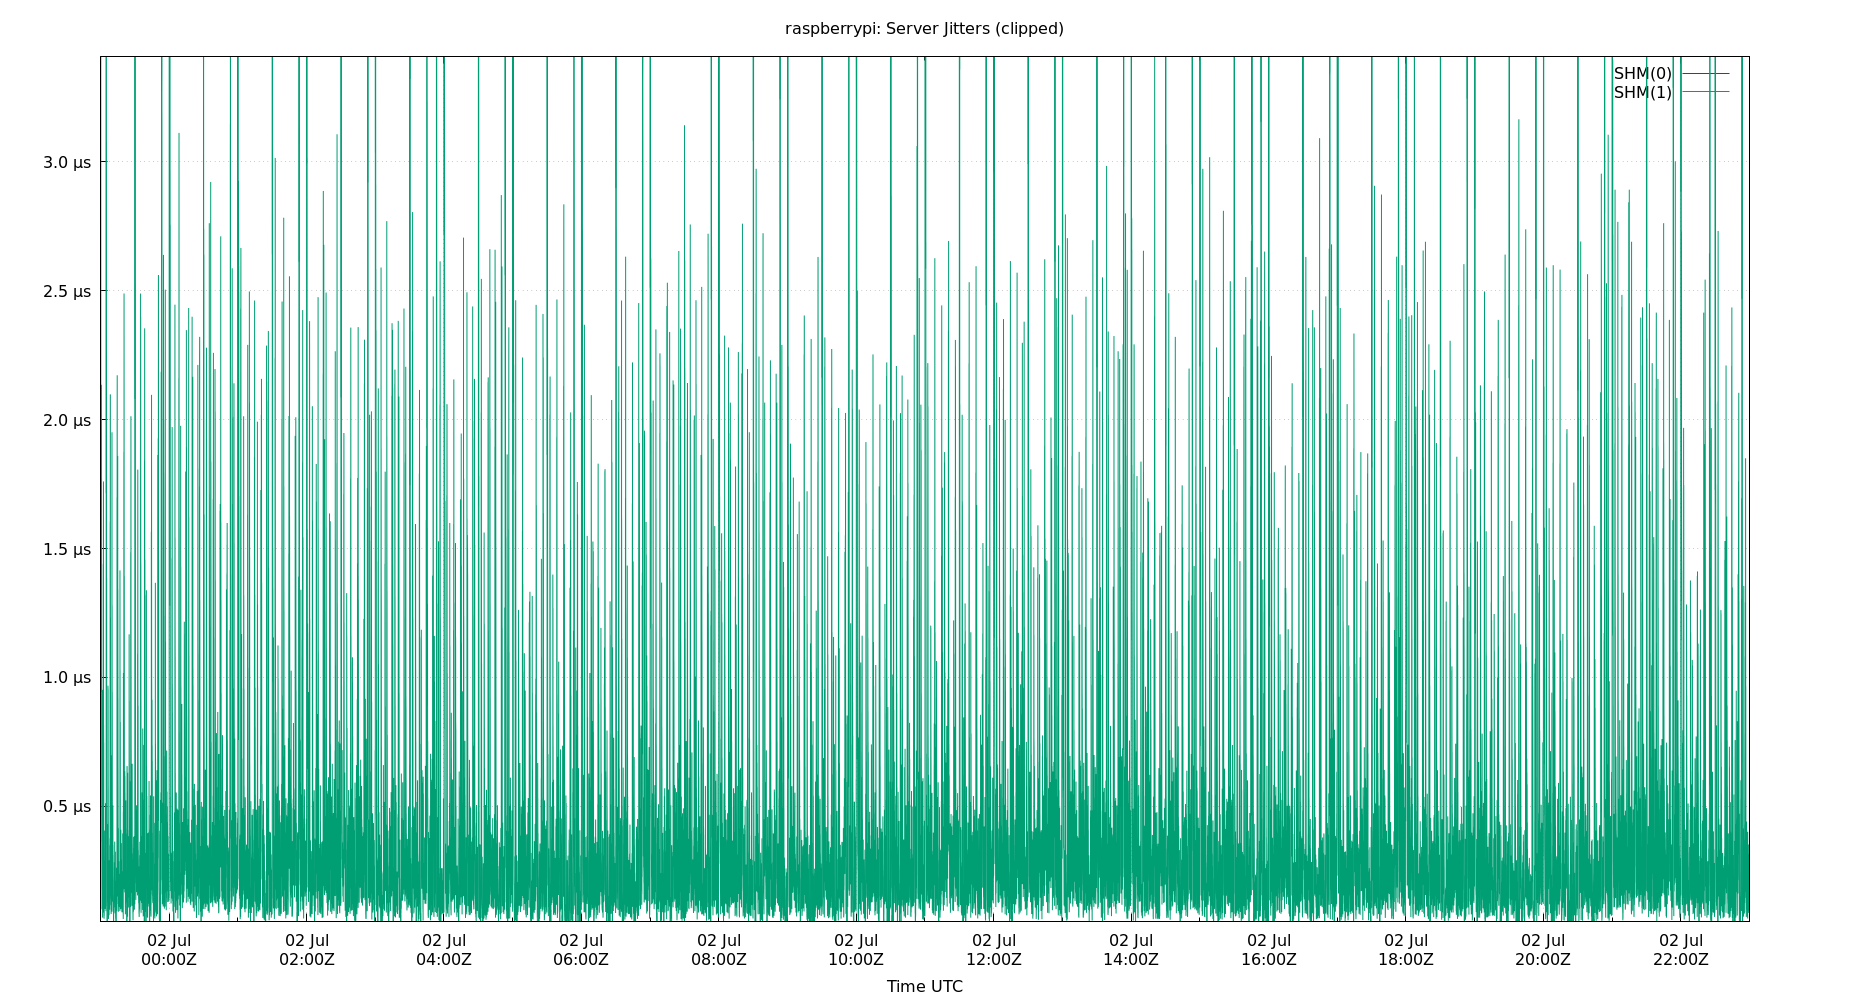 raspberrypi: Server Jitters (clipped)
SHM(0)
SHM(1)
3.0 µs
2.5 µs
2.0 µs
1.5 µs
1.0 µs
0.5 µs
02 Jul 02 Jul 02 Jul 02 Jul 02 Jul 02 Jul 02 Jul 02 Jul 02 Jul 02 Jul 02 Jul 02 Jul
00:00Z 02:00Z 04:00Z 06:00Z 08:00Z 10:00Z 12:00Z 14:00Z 16:00Z 18:00Z 20:00Z 22:00Z
Time UTC